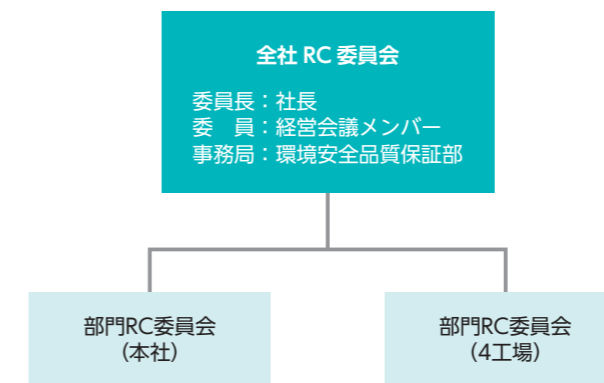 全社 RC 委員会
委員長：社長
委　員：経営会議メンバー
事務局：環境安全品質保証部
部門RC委員会
（本社）
部門RC委員会
（4工場）